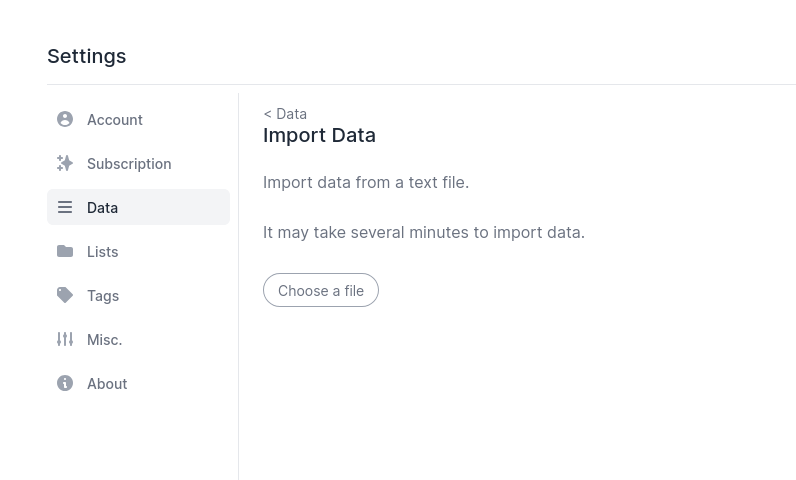 Settings
Account
Subscription
Data
Lists
Tags
Misc.
About
< Data
Import Data
Import data from a text file.
It may take several minutes to import data.
Choose a file